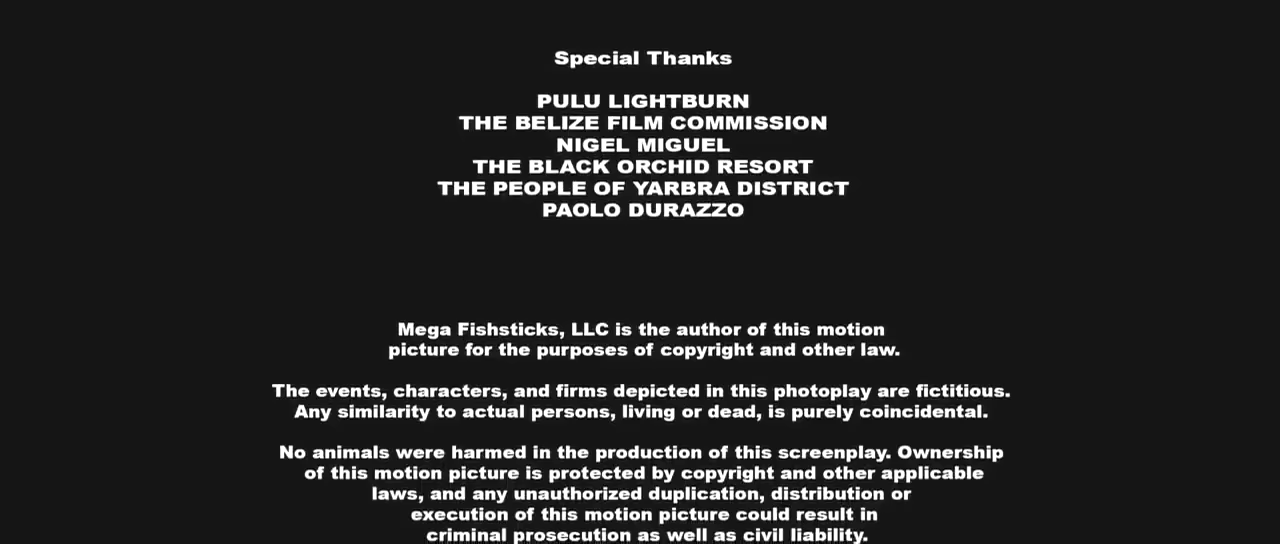 Special Thanks
PULU LIGHTBURN
THE BELIZE FILM COMMISSION
NIGEL MIGUEL
THE BLACK ORCHID RESORT
THE PEOPLE OF YARBRA DISTRICT
PAOLO DURAZZO
Mega Fishsticks, LLC is the author of this motion
picture for the purposes of copyright and other law.
The events, characters, and firms depicted in this photoplay are fictitious.
Any similarity to actual persons, living or dead, is purely coincidental.
No animals were harmed in the production of this screenplay. Ownership
of this motion picture is protected by copyright and other applicable
laws, and any unauthorized duplication, distribution or
execution of this motion picture could result in
criminal prosecution as well as civil liability.